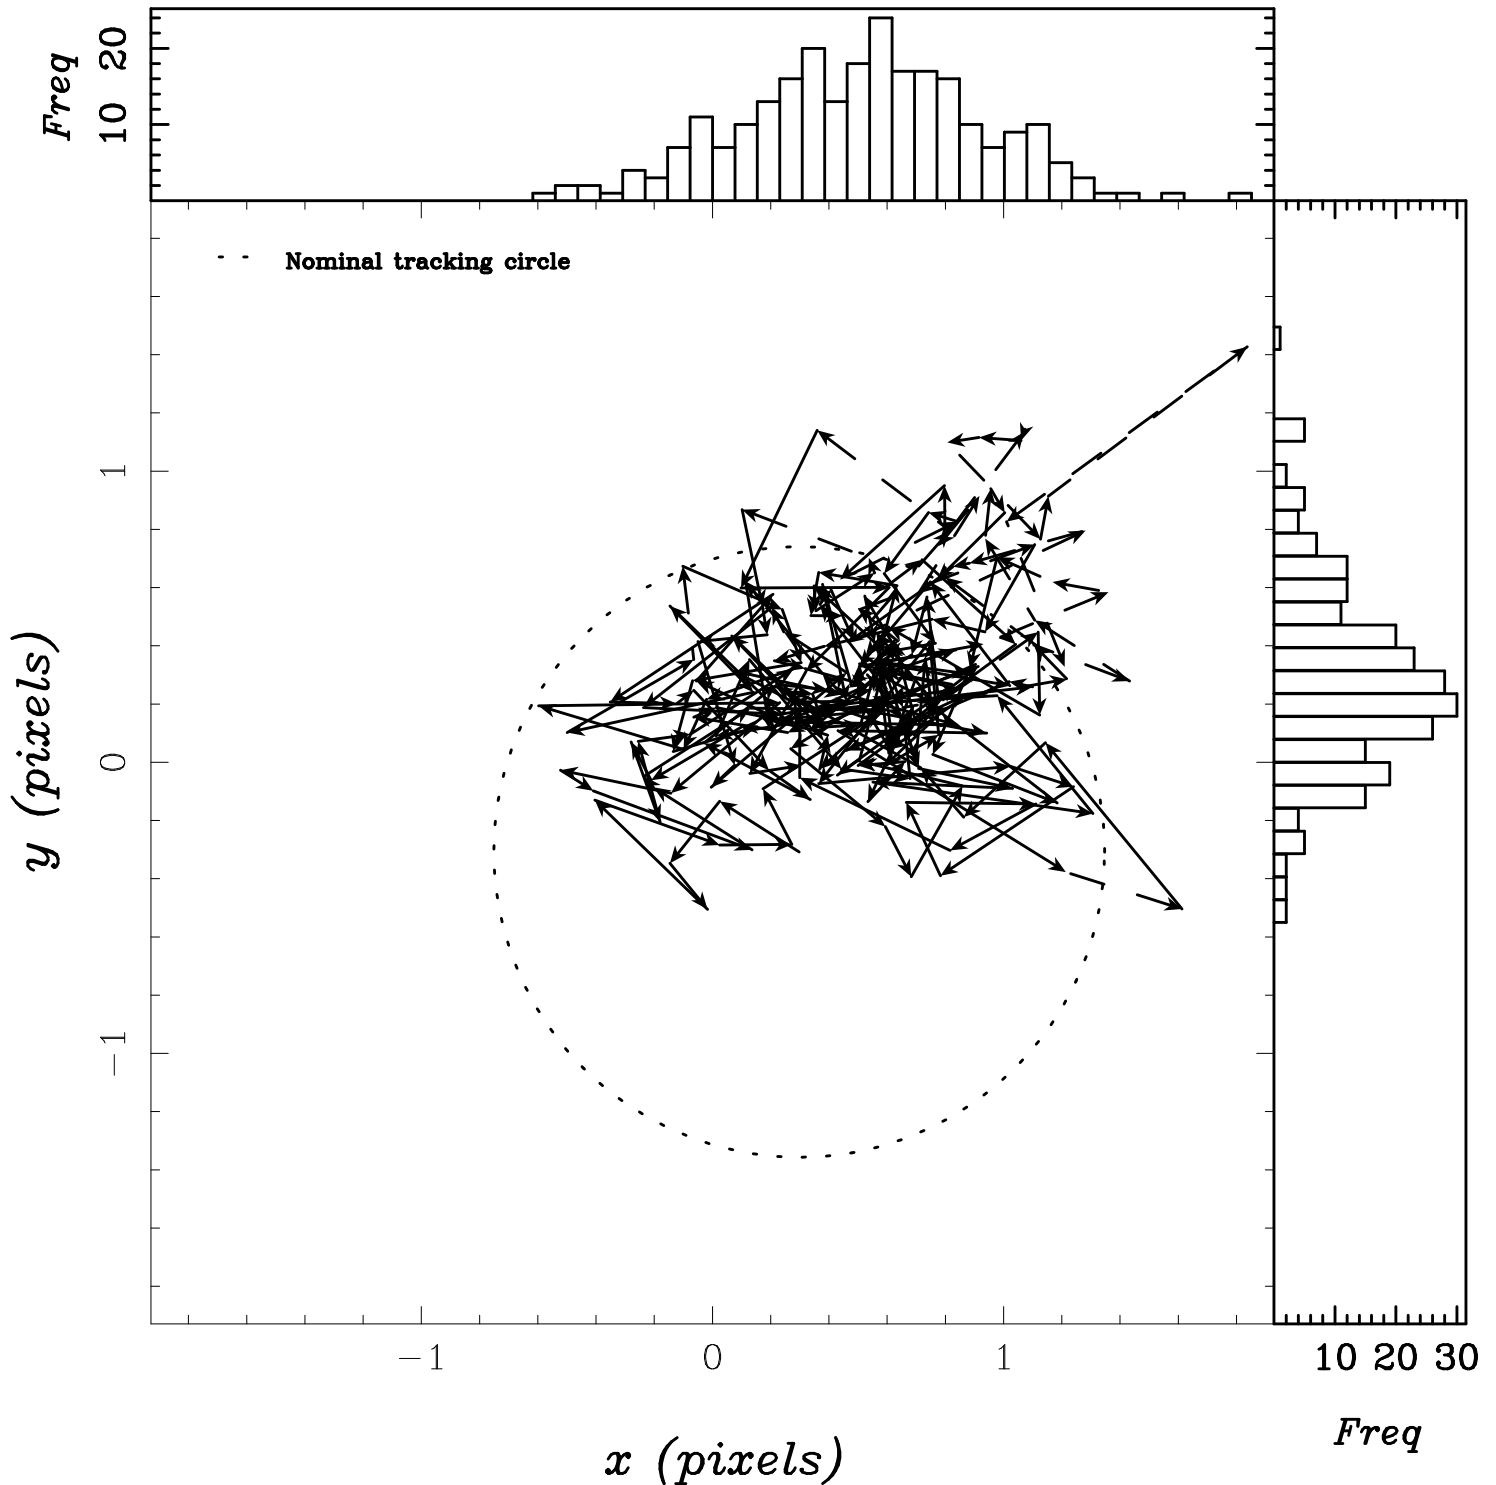 Freq
20
10
Nominal tracking circle
y (pixels)
1
0
−1
−1 0 1
10 20 30
x (pixels)
Freq